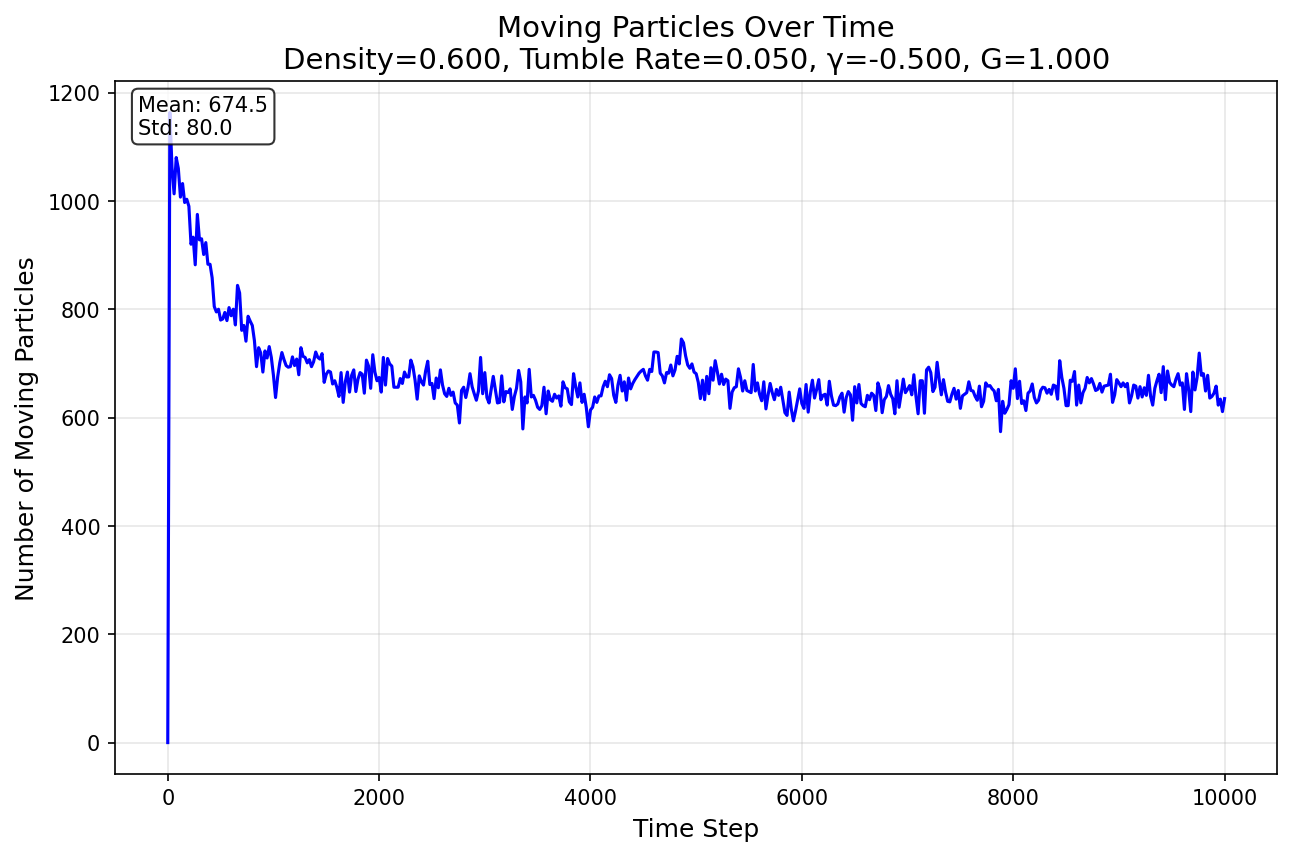 Moving Particles Over Time
Density=0.600, Tumble Rate=0.050, γ=-0.500, G=1.000
Mean: 674.5
Std: 80.0
Number of Moving Particles
1200
1000
800
600
400
200
0
0 2000 4000 6000 8000 10000
Time Step